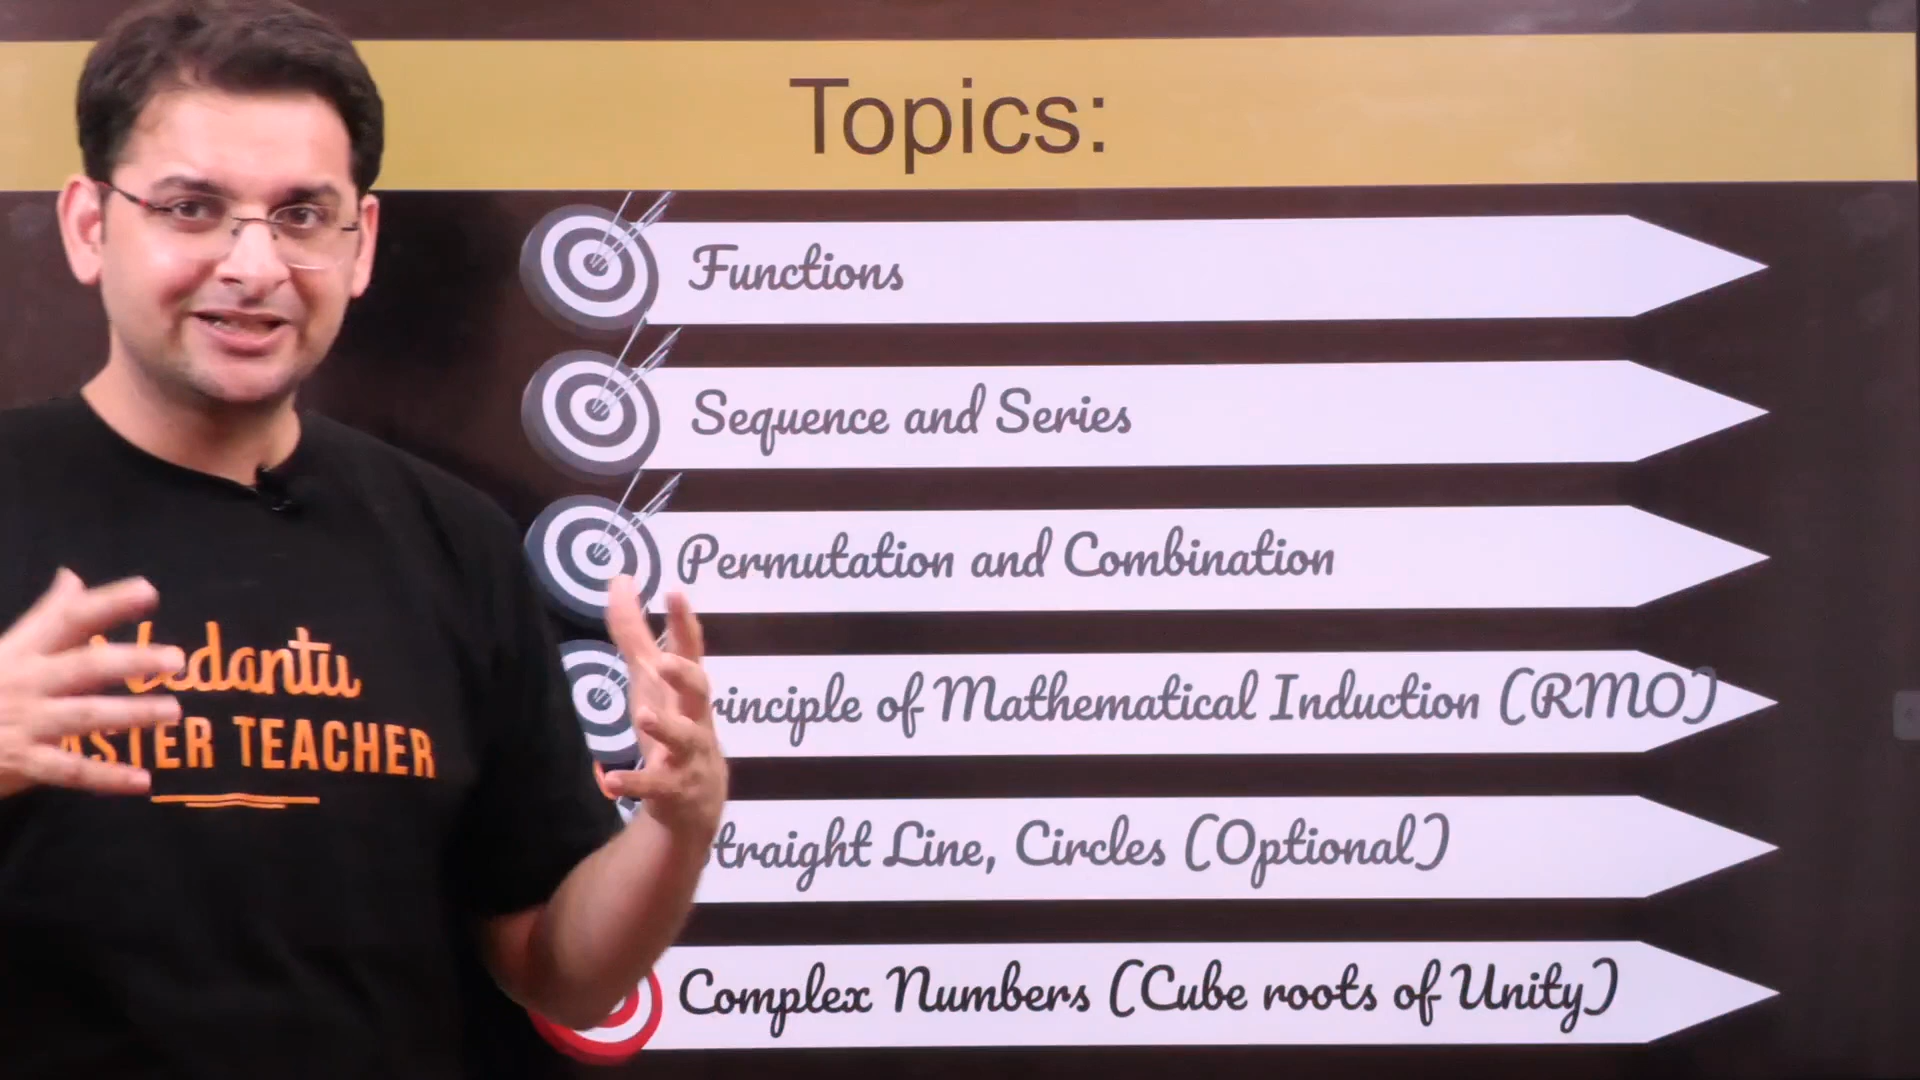 Topics:
Functions
Sequence and Series
Permutation and Combination
rinciple of Mathematical Induction (RMO)
traight Line, Circles (Optional)
Complex Numbers (Cube roots of Unity)
Vedantu
ASTER TEACHER